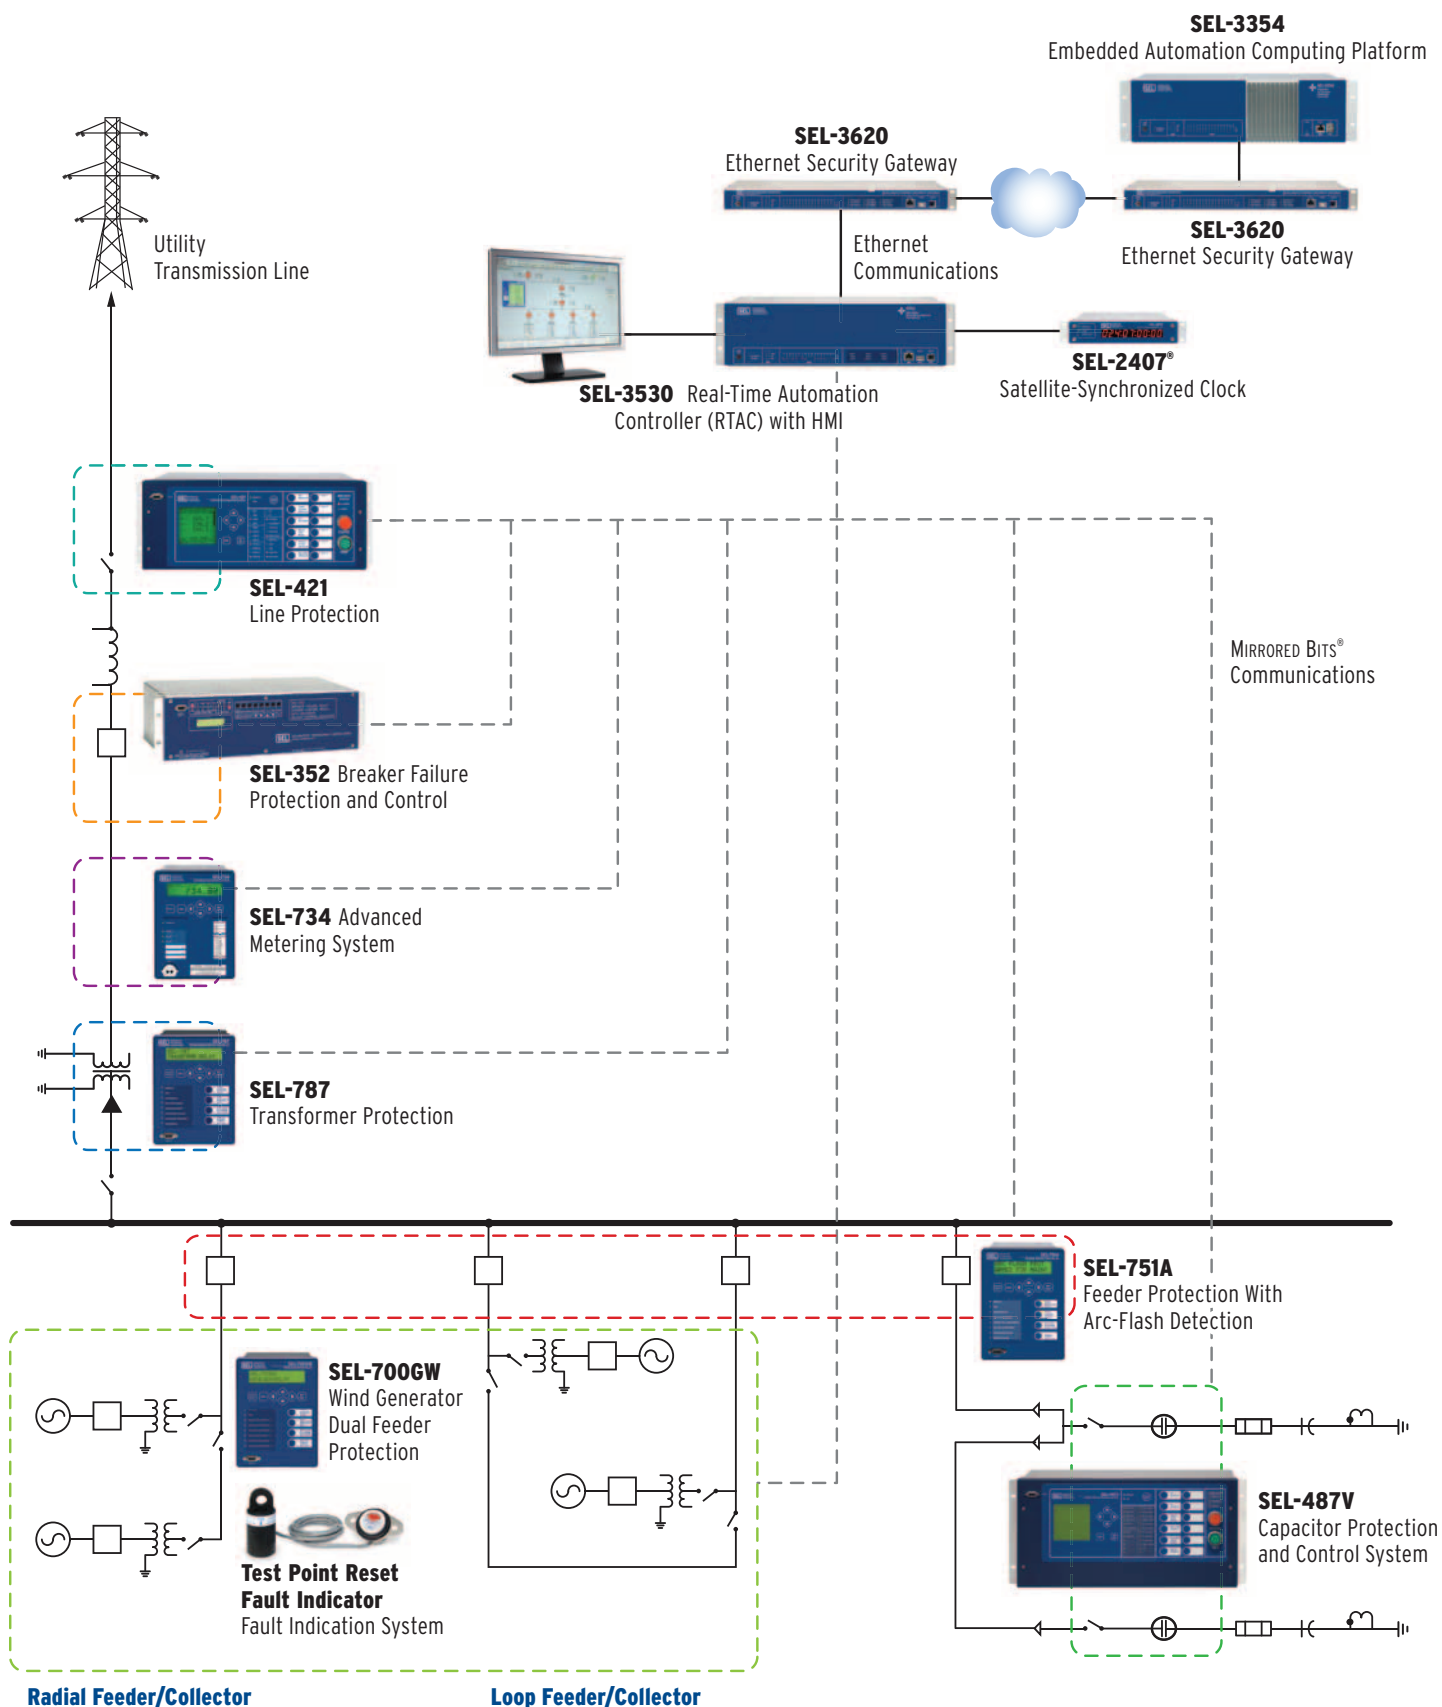 SEL-3354
Embedded Automation Computing Platform
SEL-3620
Ethernet Security Gateway
SEL-3620
Ethernet Security Gateway
Utility
Transmission Line
Ethernet
Communications
SEL-2407®
Satellite-Synchronized Clock
SEL-3530 Real-Time Automation
Controller (RTAC) with HMI
SEL-421
Line Protection
MIRRORED BITS®
Communications
SEL-352 Breaker Failure
Protection and Control
SEL-734 Advanced
Metering System
SEL-787
Transformer Protection
SEL-751A
Feeder Protection With
Arc-Flash Detection
SEL-700GW
Wind Generator
Dual Feeder
Protection
SEL-487V
Capacitor Protection
and Control System
Test Point Reset
Fault Indicator
Fault Indication System
Radial Feeder/Collector
Loop Feeder/Collector